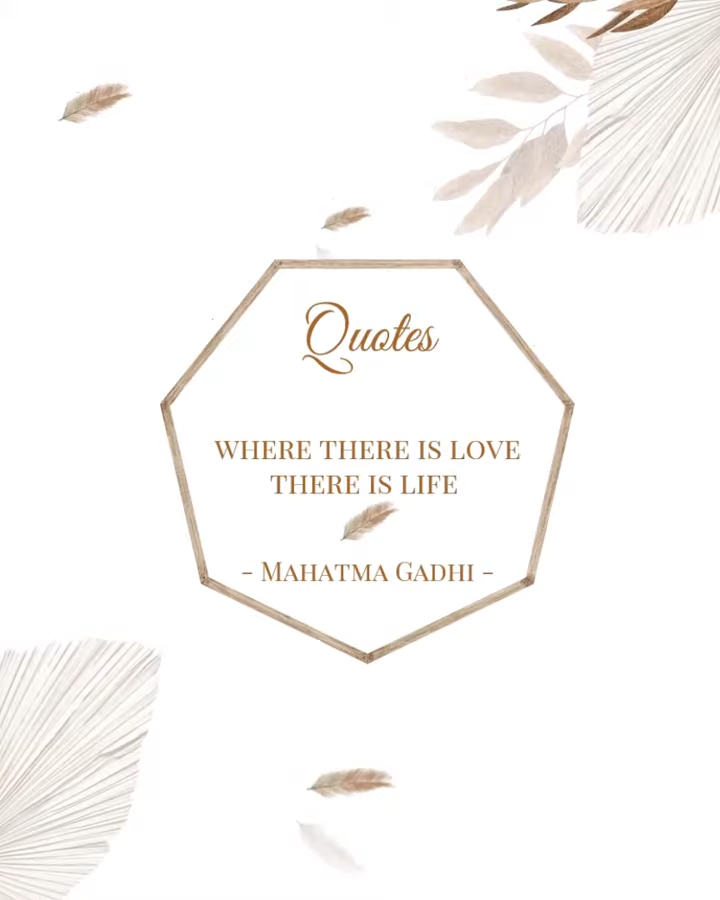 Quotes
WHERE THERE IS LOVE
THERE IS LIFE
- Mahatma Gadhi -